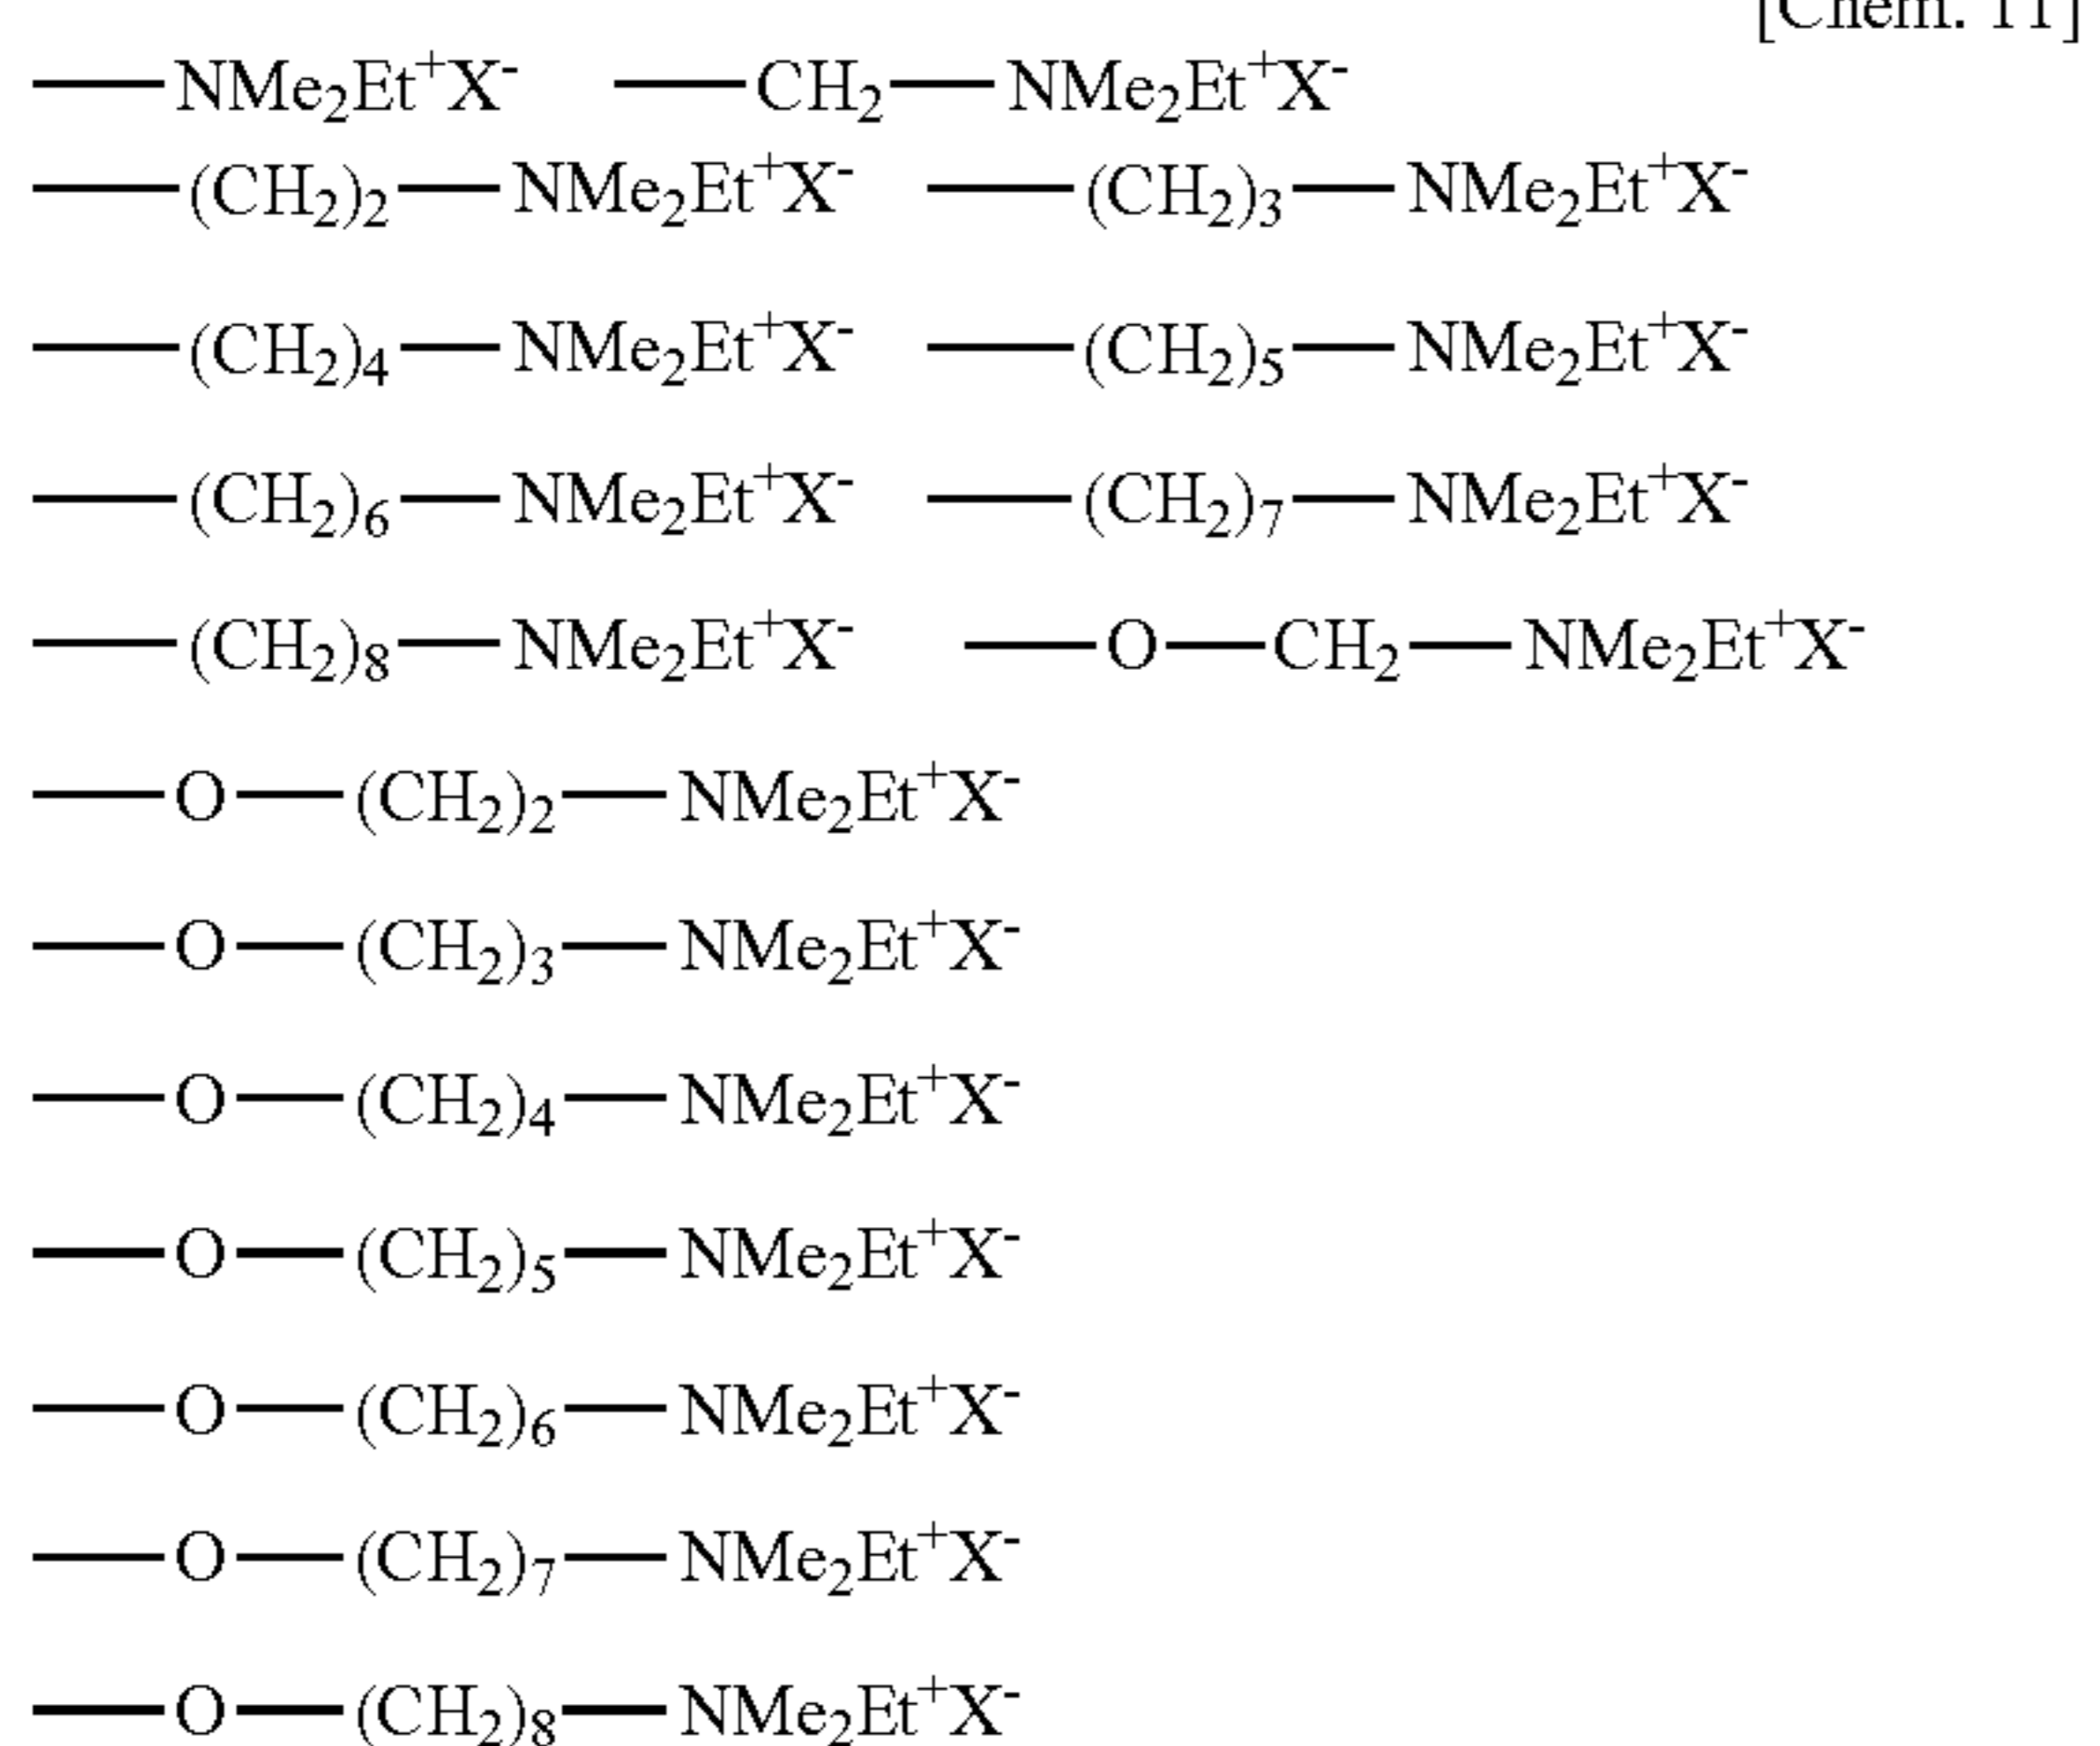 [Chem. 11]
—NMe₂Et⁺X⁻ —CH₂—NMe₂Et⁺X⁻
—(CH₂)₂—NMe₂Et⁺X⁻ —(CH₂)₃—NMe₂Et⁺X⁻
—(CH₂)₄—NMe₂Et⁺X⁻ —(CH₂)₅—NMe₂Et⁺X⁻
—(CH₂)₆—NMe₂Et⁺X⁻ —(CH₂)₇—NMe₂Et⁺X⁻
—(CH₂)₈—NMe₂Et⁺X⁻ —O—CH₂—NMe₂Et⁺X⁻
—O—(CH₂)₂—NMe₂Et⁺X⁻
—O—(CH₂)₃—NMe₂Et⁺X⁻
—O—(CH₂)₄—NMe₂Et⁺X⁻
—O—(CH₂)₅—NMe₂Et⁺X⁻
—O—(CH₂)₆—NMe₂Et⁺X⁻
—O—(CH₂)₇—NMe₂Et⁺X⁻
—O—(CH₂)₈—NMe₂Et⁺X⁻